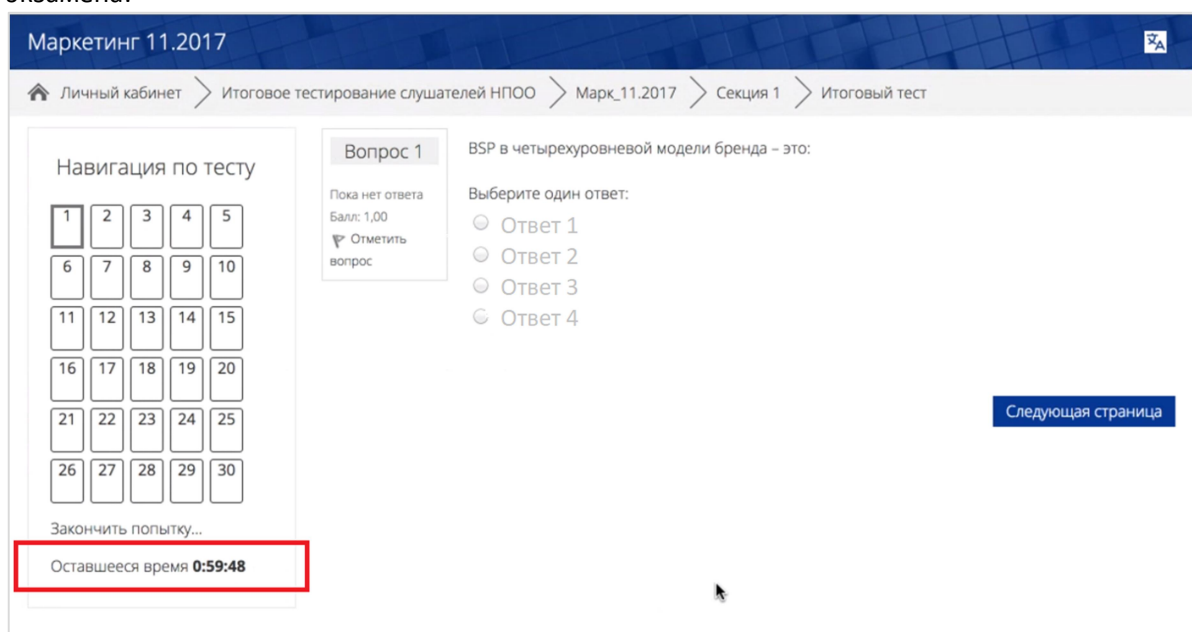 экзамена.
Маркетинг 11.2017
Личный кабинет Итоговое тестирование слушателей НПОО Марк_11.2017 Секция 1 Итоговый тест
Навигация по тесту
1 2 3 4 5
6 7 8 9 10
11 12 13 14 15
16 17 18 19 20
21 22 23 24 25
26 27 28 29 30
Закончить попытку...
Оставшееся время 0:59:48
Вопрос 1
Пока нет ответа
Балл: 1,00
Отметить
вопрос
BSP в четырехуровневой модели бренда – это:
Выберите один ответ:
Ответ 1
Ответ 2
Ответ 3
Ответ 4
Следующая страница